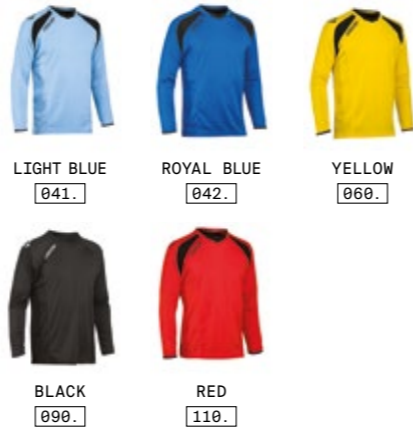 LIGHT BLUE
041.
ROYAL BLUE
042.
YELLOW
060.
BLACK
090.
RED
110.